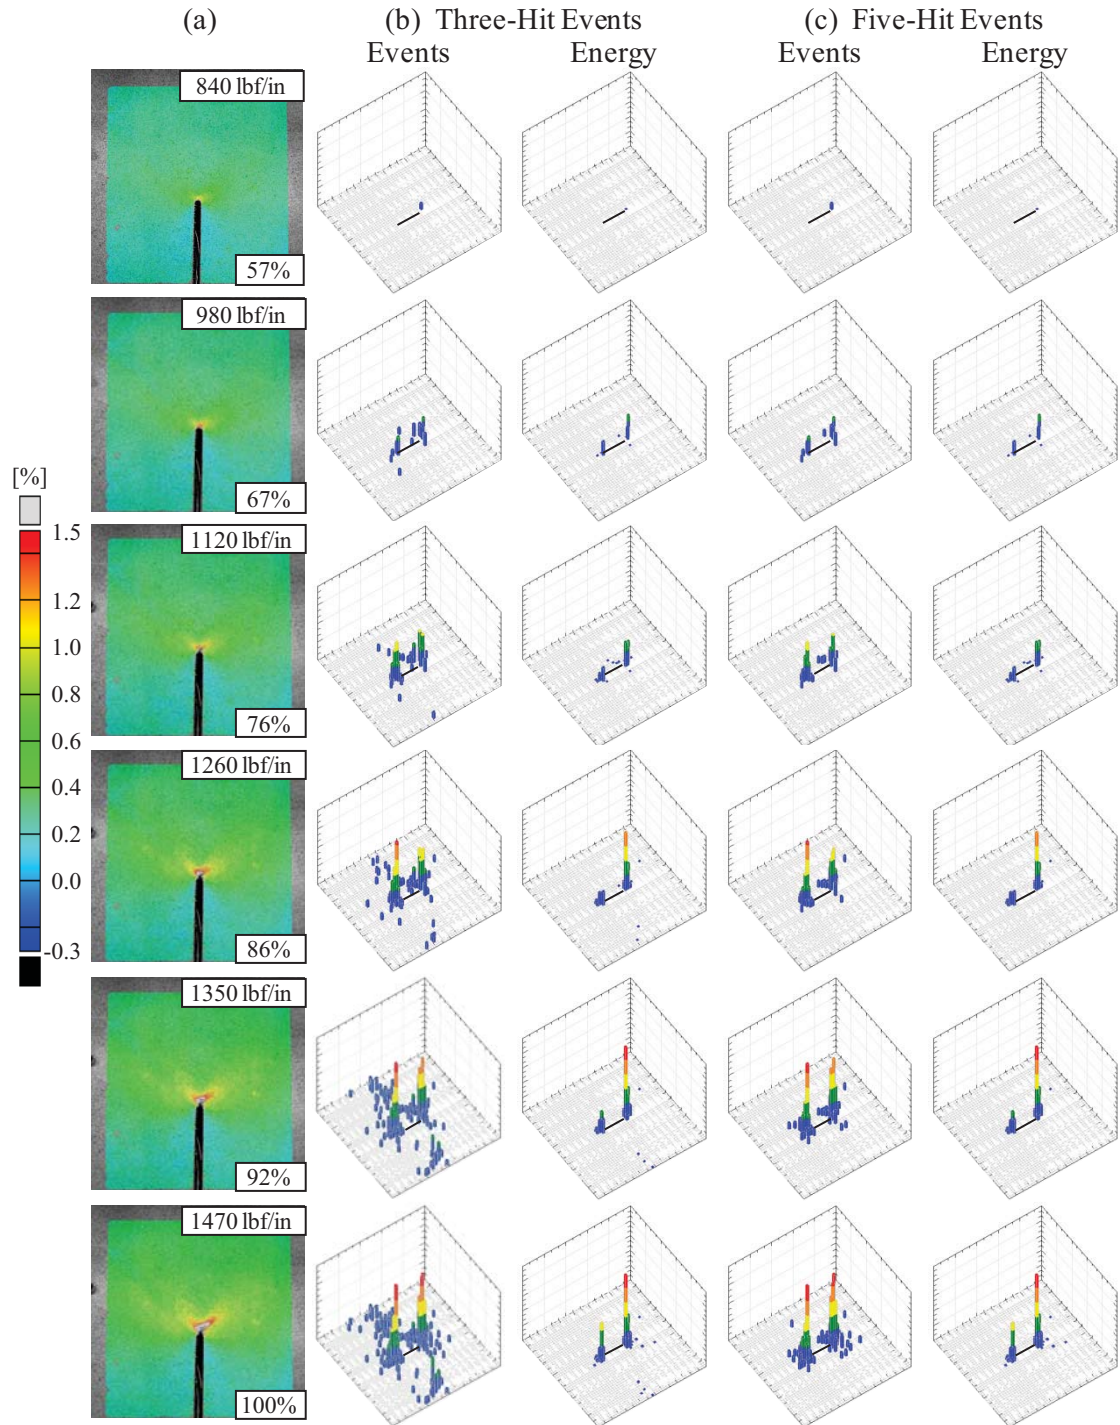 (a)
(b) Three-Hit Events
(c) Five-Hit Events
Events
Energy
Events
Energy
840 lbf/in
57%
980 lbf/in
67%
[%]
1.5
1.2
1.0
0.8
0.6
0.4
0.2
0.0
-0.3
1120 lbf/in
76%
1260 lbf/in
86%
1350 lbf/in
92%
1470 lbf/in
100%